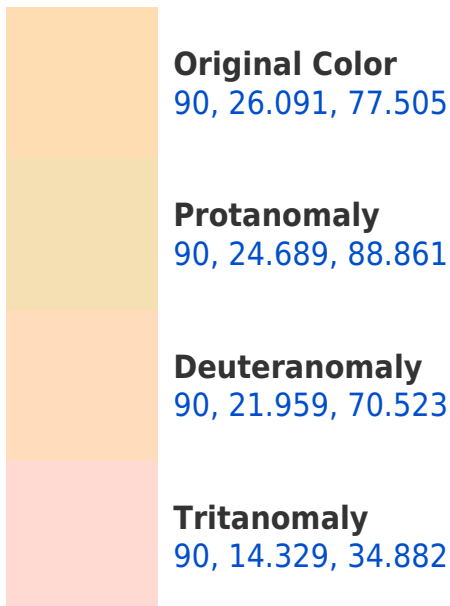 Original Color
90, 26.091, 77.505
Protanomaly
90, 24.689, 88.861
Deuteranomaly
90, 21.959, 70.523
Tritanomaly
90, 14.329, 34.882